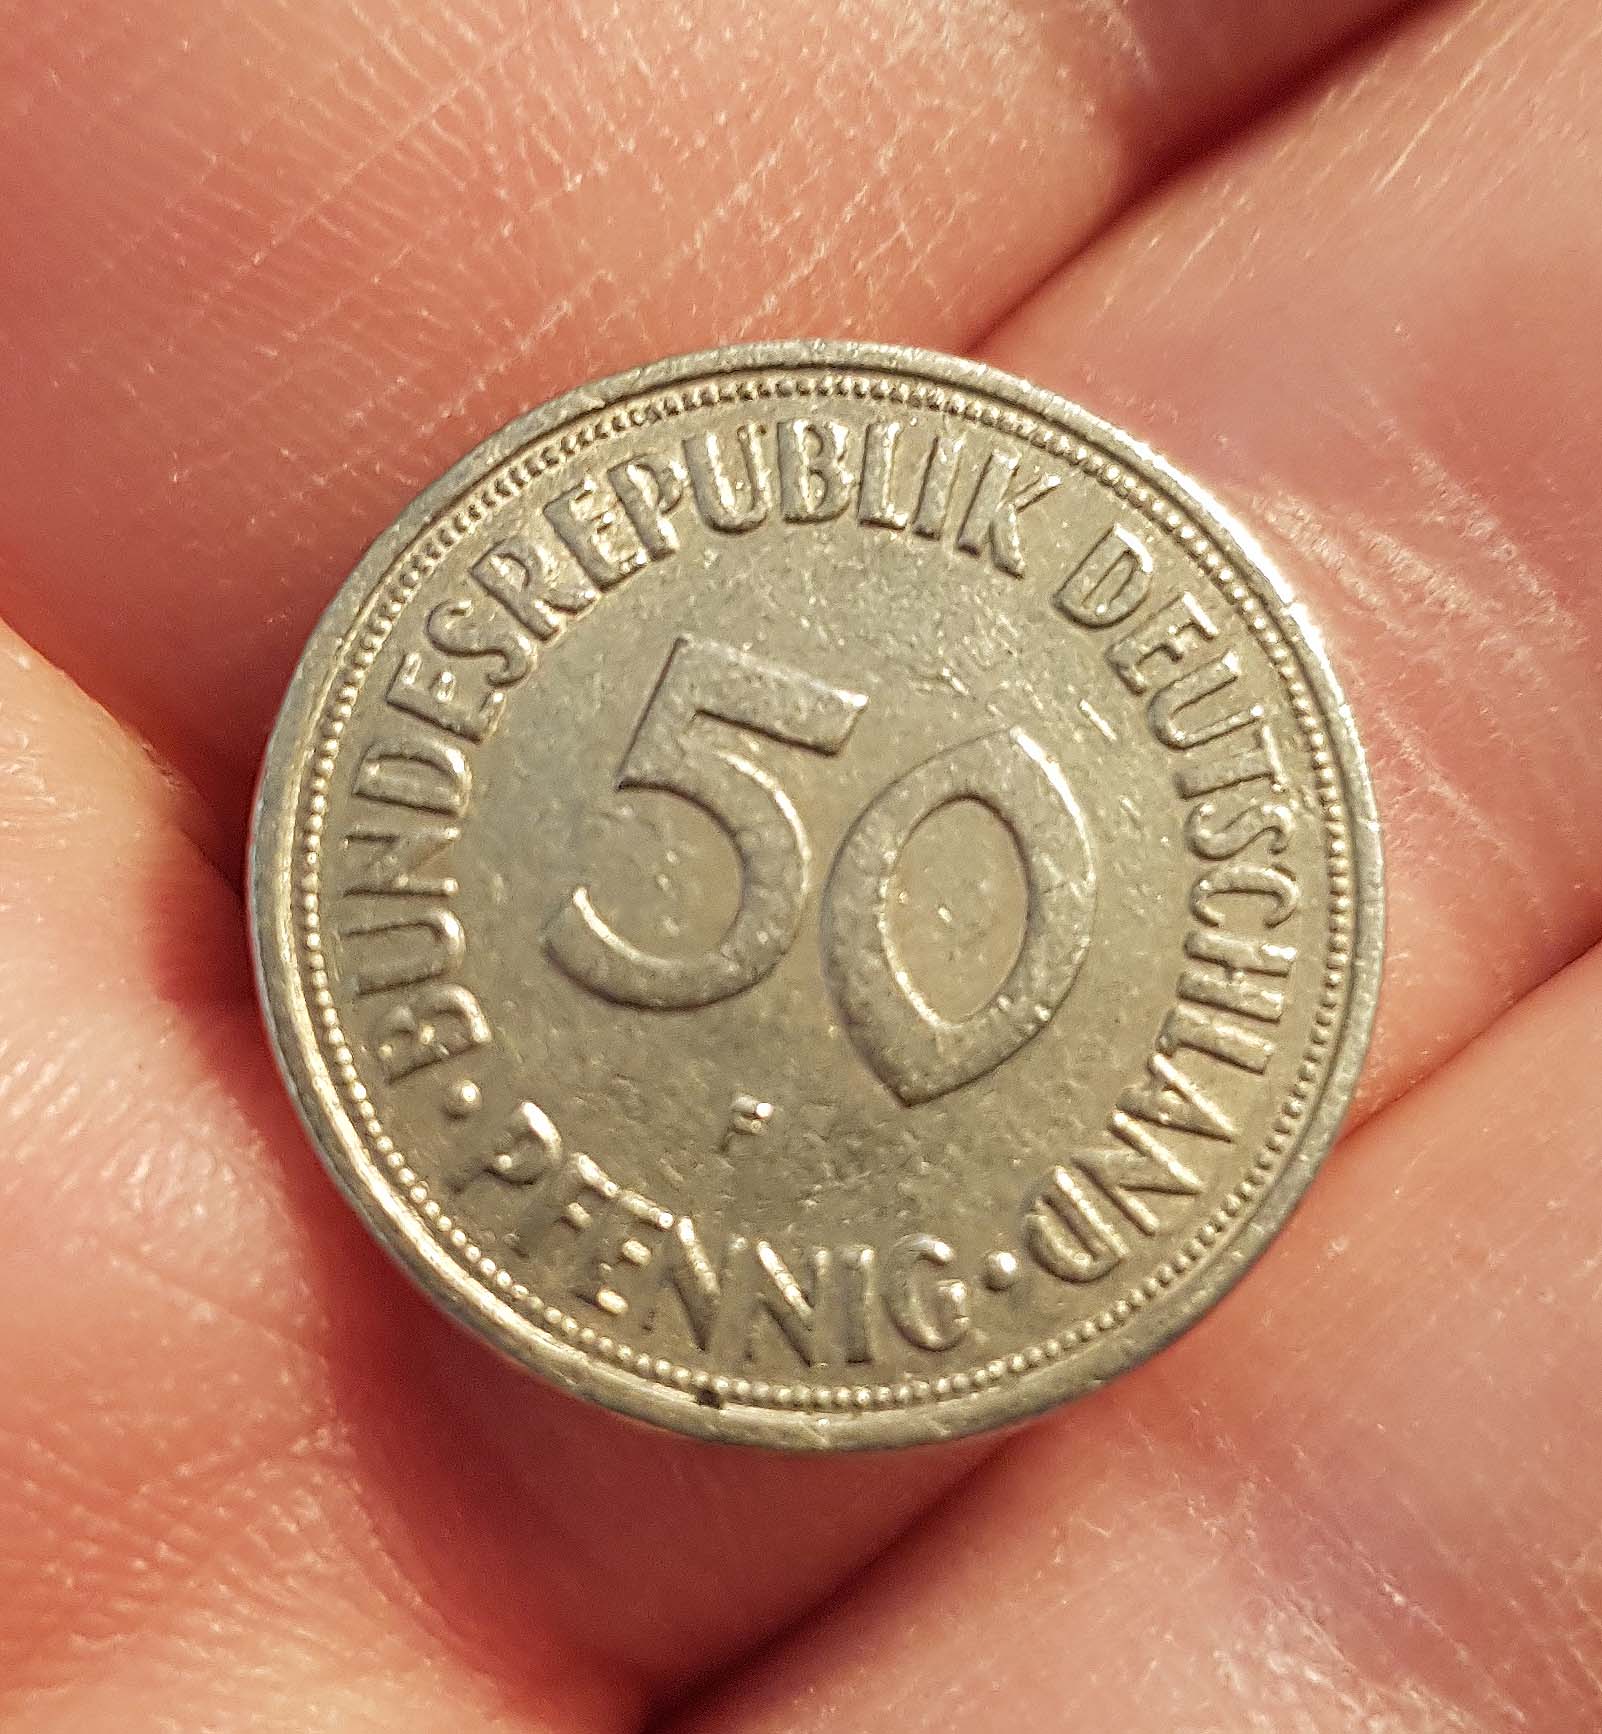 BUNDESREPUBLIK DEUTSCHLAND
50
· PFENNIG ·